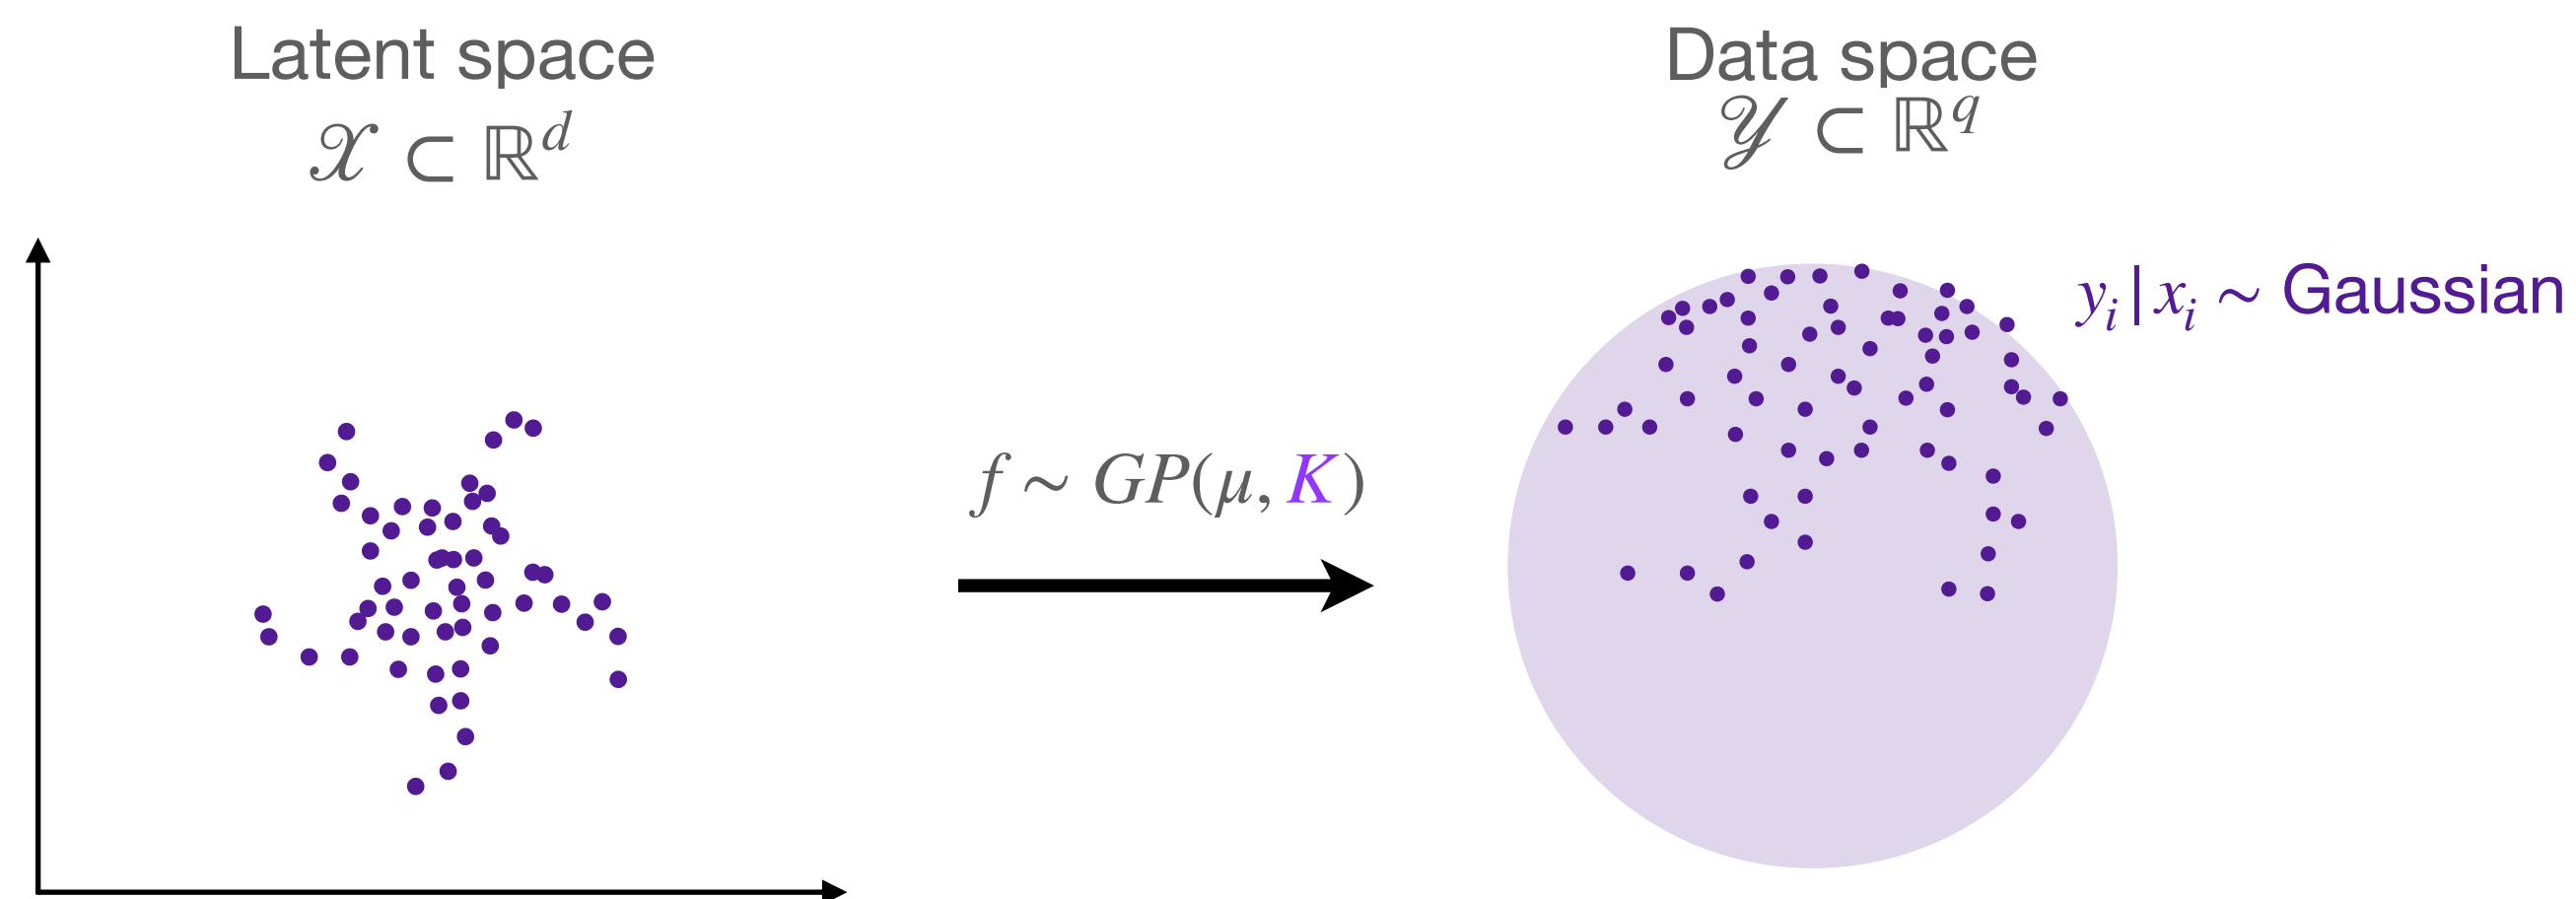 Latent space
𝒳 ⊂ ℝ^d
Data space
𝒴 ⊂ ℝ^q
y_i | x_i ~ Gaussian
f ~ GP(μ, K)